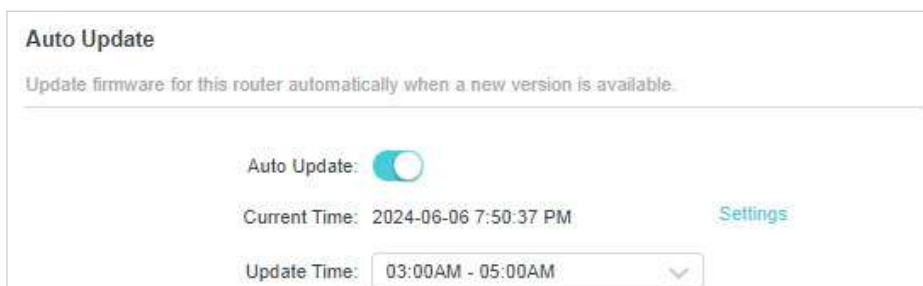 Auto Update
Update firmware for this router automatically when a new version is available.
Auto Update:
Current Time: 2024-06-06 7:50:37 PM Settings
Update Time: 03:00AM - 05:00AM